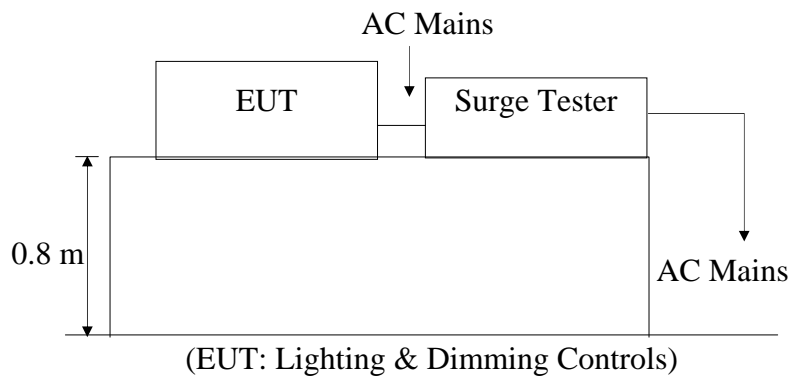 AC Mains
EUT
Surge Tester
0.8 m
AC Mains
(EUT: Lighting & Dimming Controls)